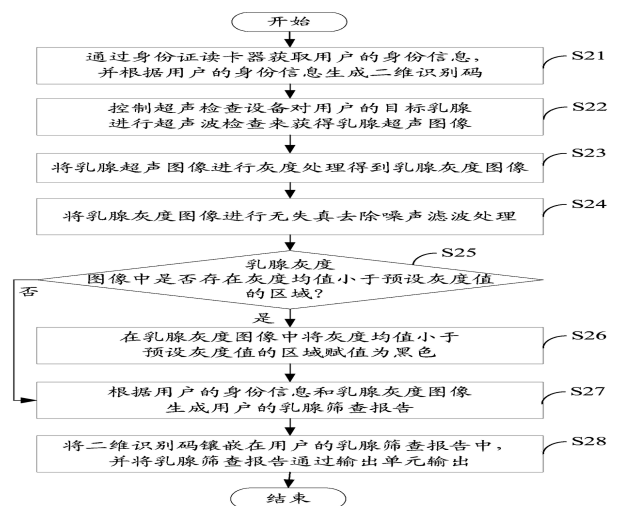 开始
通过身份证读卡器获取用户的身份信息，
并根据用户的身份信息生成二维识别码
S21
控制超声检查设备对用户的目标乳腺
进行超声波检查来获得乳腺超声图像
S22
将乳腺超声图像进行灰度处理得到乳腺灰度图像
S23
将乳腺灰度图像进行无失真去除噪声滤波处理
S24
乳腺灰度
图像中是否存在灰度均值小于预设灰度值
的区域？
S25
否
是
在乳腺灰度图像中将灰度均值小于
预设灰度值的区域赋值为黑色
S26
根据用户的身份信息和乳腺灰度图像
生成用户的乳腺筛查报告
S27
将二维识别码镶嵌在用户的乳腺筛查报告中，
并将乳腺筛查报告通过输出单元输出
S28
结束